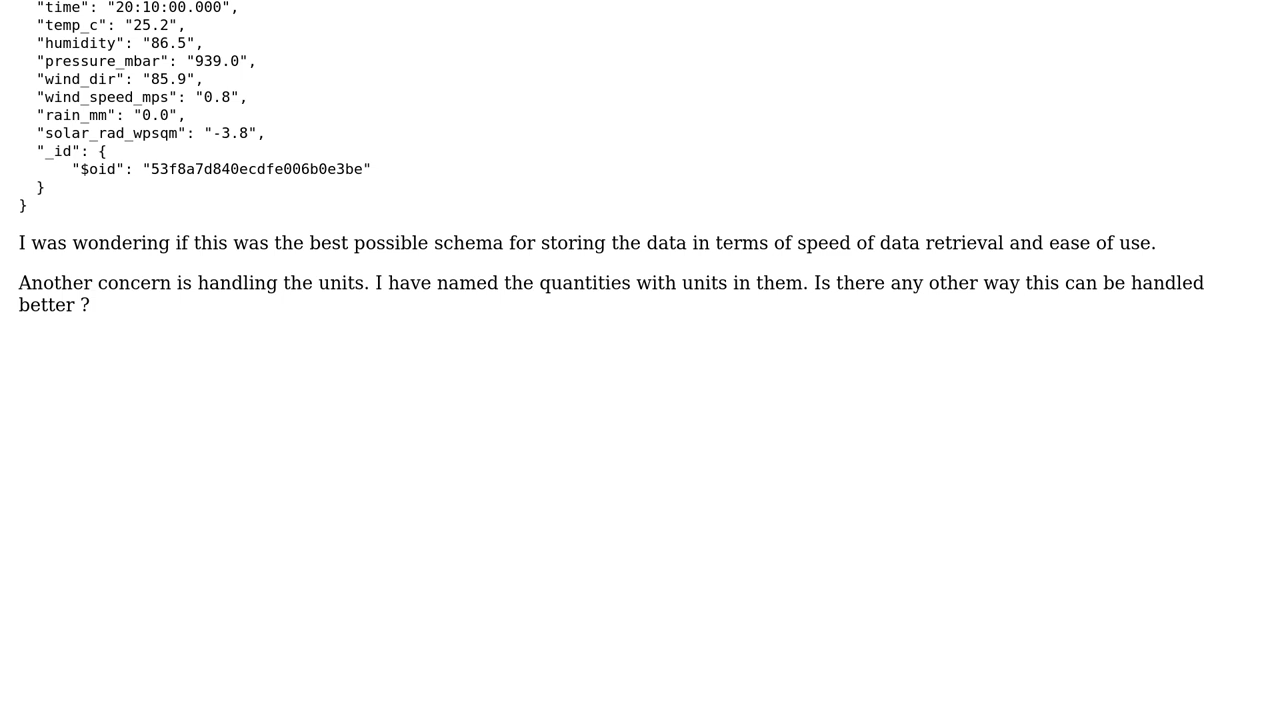 "time": "20:10:00.000",
"temp_c": "25.2",
"humidity": "86.5",
"pressure_mbar": "939.0",
"wind_dir": "85.9",
"wind_speed_mps": "0.8",
"rain_mm": "0.0",
"solar_rad_wpsqm": "-3.8",
"_id": {
"$oid": "53f8a7d840ecdfe006b0e3be"
}
}
I was wondering if this was the best possible schema for storing the data in terms of speed of data retrieval and ease of use.
Another concern is handling the units. I have named the quantities with units in them. Is there any other way this can be handled
better ?